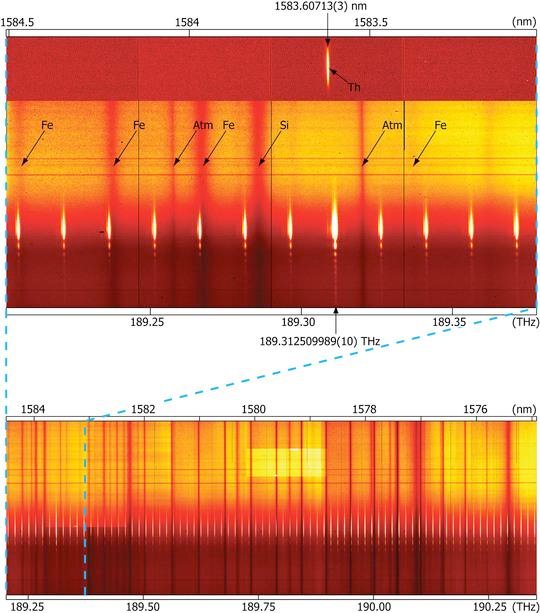 1583.60713(3) nm
1584.5 1584 1583.5 (nm)
Th
Fe Fe Atm Fe Si Atm Fe
189.25 189.30 189.35 (THz)
189.312509989(10) THz
1584 1582 1580 1578 1576 (nm)
189.25 189.50 189.75 190.00 190.25 (THz)